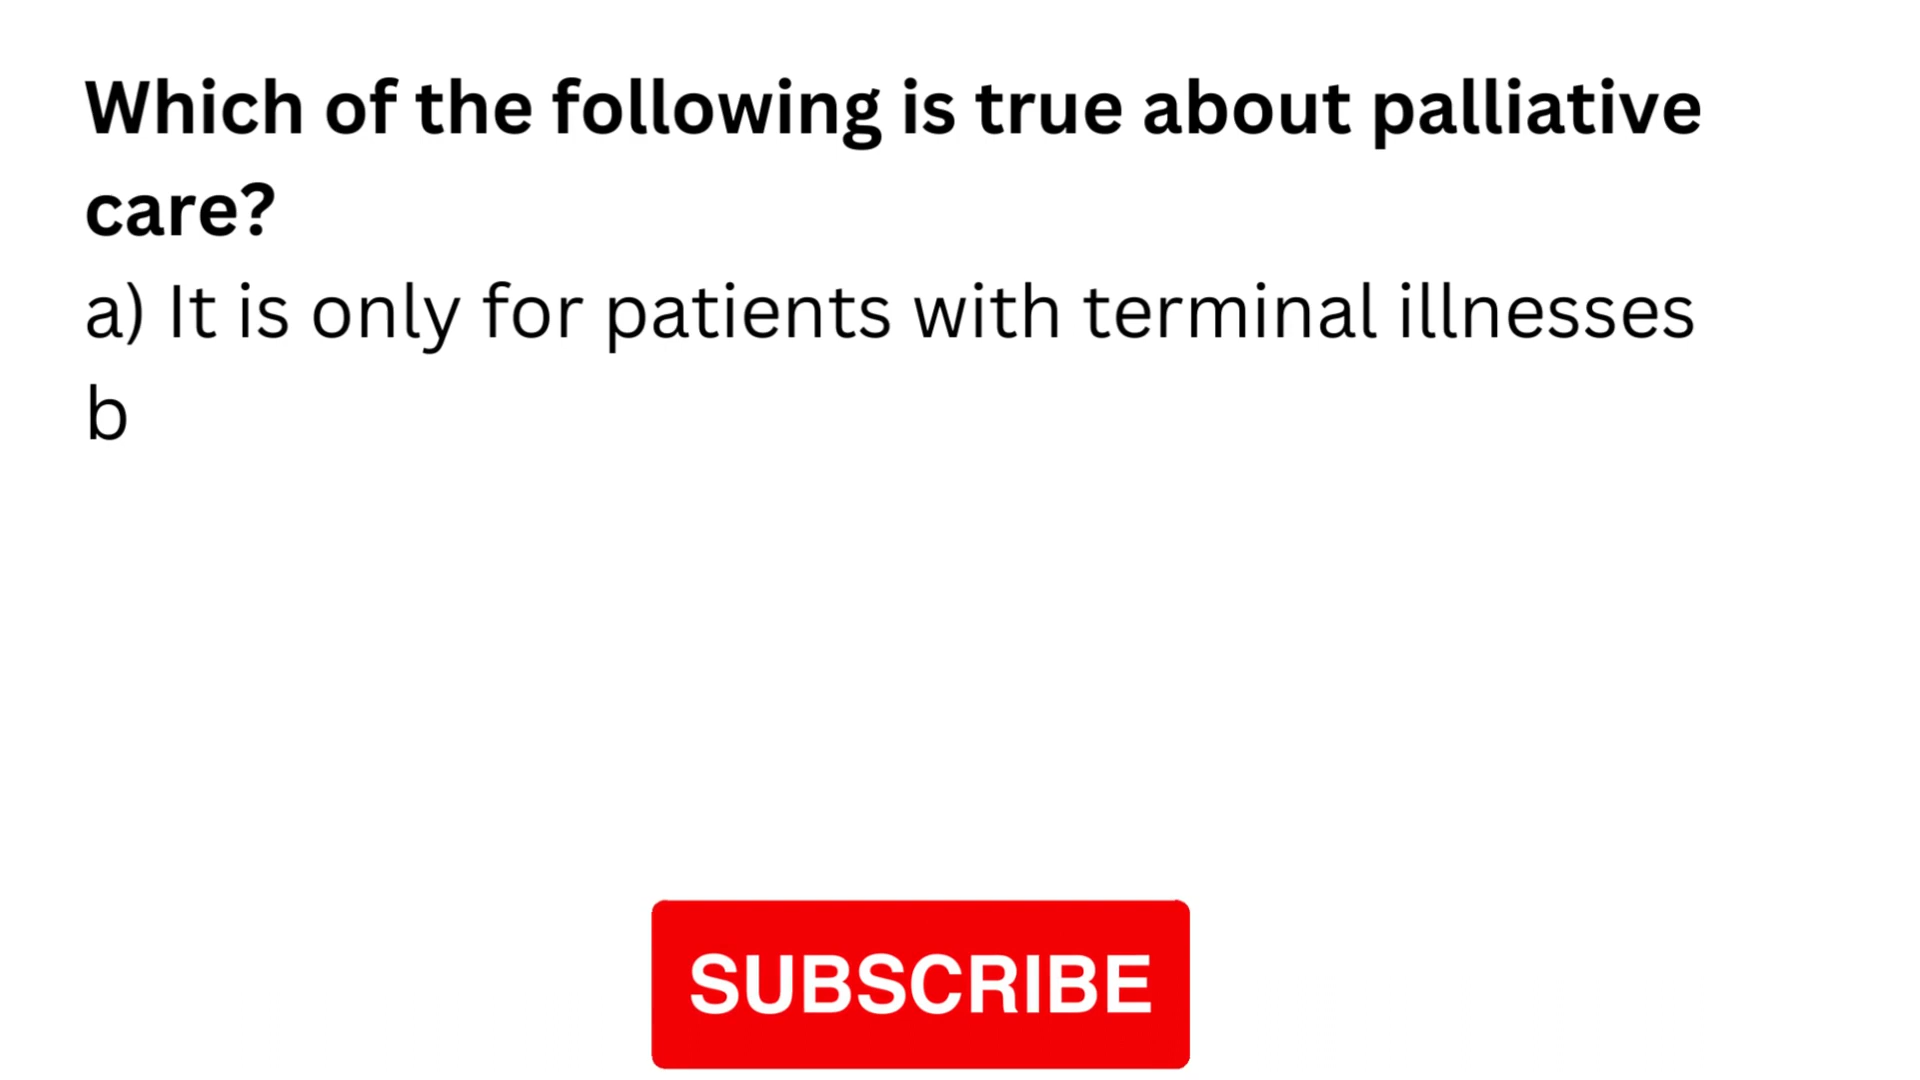 Which of the following is true about palliative
care?
a) It is only for patients with terminal illnesses
b
SUBSCRIBE